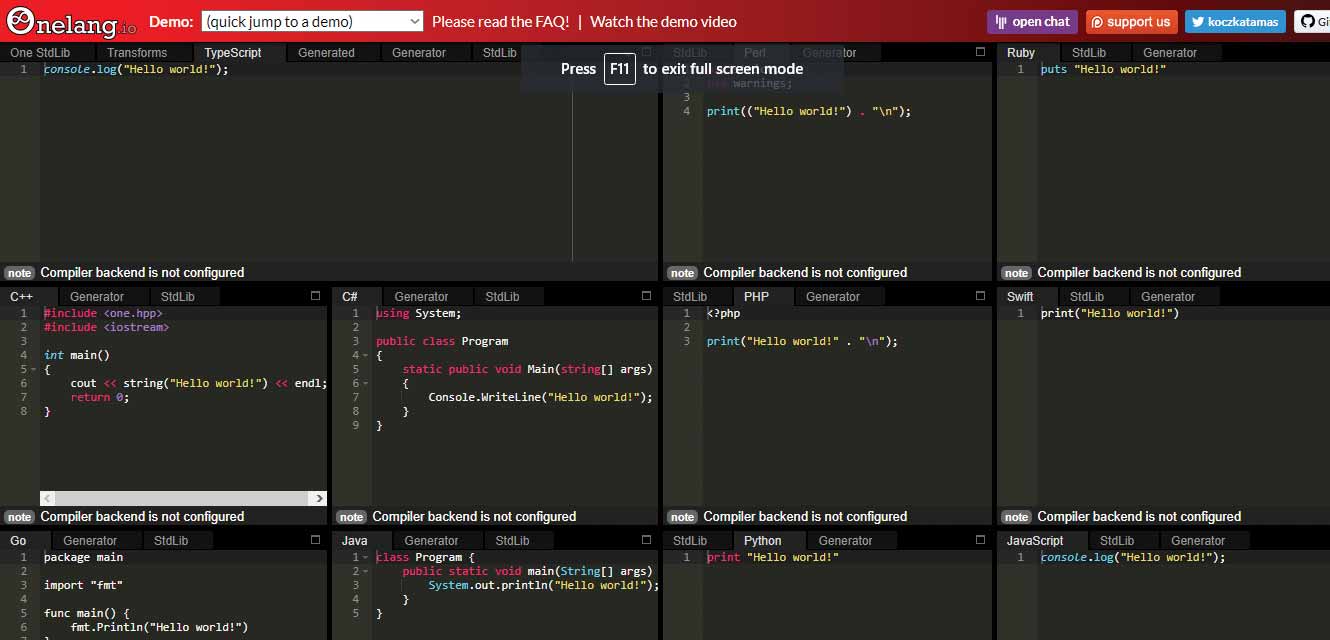 Onelang.io Demo: (quick jump to a demo) Please read the FAQ! | Watch the demo video open chat support us koczkatamas
One StdLib Transforms TypeScript Generated Generator StdLib
1 console.log("Hello world!");
Press F11 to exit full screen mode
note Compiler backend is not configured
StdLib Perl Generator
warnings;
3
4 print(("Hello world!") . "\n");
note Compiler backend is not configured
Ruby StdLib Generator
1 puts "Hello world!"
note Compiler backend is not configured
C++ Generator StdLib
1 #include <one.hpp>
2 #include <iostream>
3
4 int main()
5 {
6 cout << string("Hello world!") << endl;
7 return 0;
8 }
note Compiler backend is not configured
C# Generator StdLib
1 using System;
2
3 public class Program
4 {
5 static public void Main(string[] args)
6 {
7 Console.WriteLine("Hello world!");
8 }
9 }
note Compiler backend is not configured
StdLib PHP Generator
1 <?php
2
3 print("Hello world!" . "\n");
note Compiler backend is not configured
Swift StdLib Generator
1 print("Hello world!")
note Compiler backend is not configured
Go Generator StdLib
1 package main
2
3 import "fmt"
4
5 func main() {
6 fmt.Println("Hello world!")
7 }
Java Generator StdLib
1 class Program {
2 public static void main(String[] args)
3 System.out.println("Hello world!");
4 }
5 }
StdLib Python Generator
1 print "Hello world!"
JavaScript StdLib Generator
1 console.log("Hello world!");